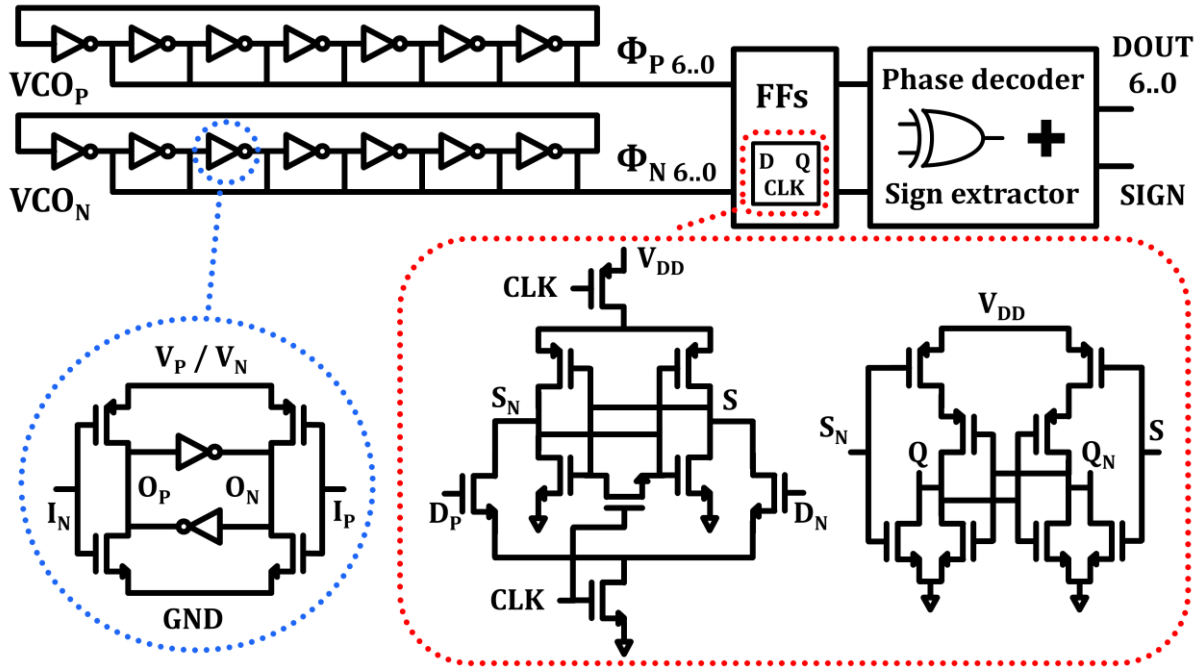 VCOP
ΦP 6..0
FFs
Phase decoder
+
Sign extractor
DOUT
6..0
SIGN
VCON
ΦN 6..0
D Q
CLK
VP / VN
IN
OP
ON
IP
GND
VDD
CLK
SN
S
DP
DN
CLK
VDD
SN
Q
QN
S